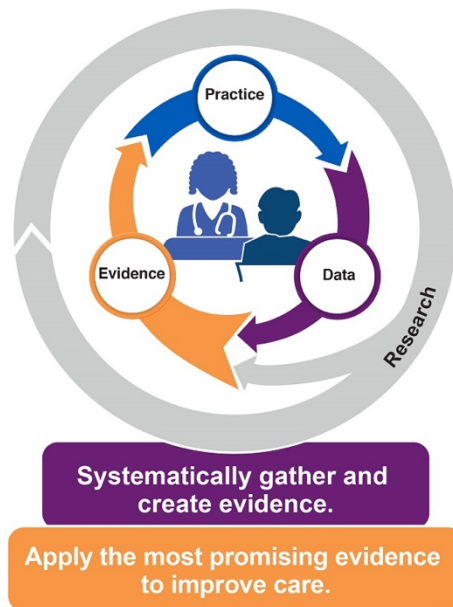 Practice
Evidence
Data
Research
Systematically gather and
create evidence.
Apply the most promising evidence
to improve care.